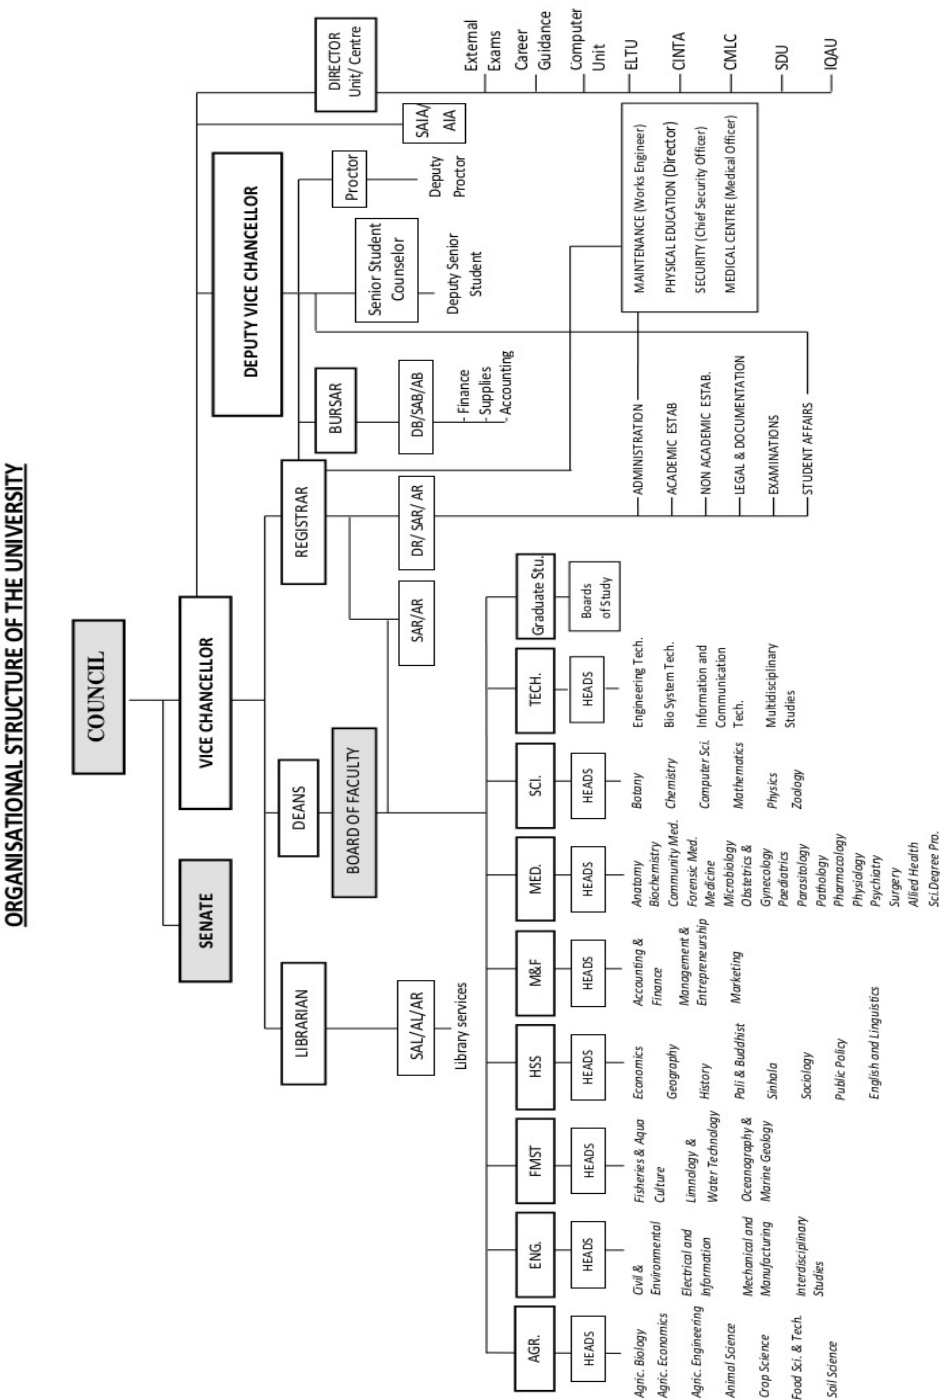 ORGANISATIONAL STRUCTURE OF THE UNIVERSITY
COUNCIL
SENATE
VICE CHANCELLOR
DEPUTY VICE CHANCELLOR
LIBRARIAN
DEANS
REGISTRAR
BURSAR
Senior Student
Counselor
Proctor
DIRECTOR
Unit/ Centre
BOARD OF FACULTY
SAL/AL/AR
Library services
SAR/AR
DR/ SAR/ AR
DB/SAB/AB
- Finance
- Supplies
- Accounting
Deputy Senior
Student
Deputy
Proctor
SAIA/
AIA
External
Exams
Career
Guidance
Computer
Unit
ELTU
CINTA
CMLC
SDU
IQAU
AGR.
ENG.
FMST
HSS
M&F
MED.
SCI.
TECH.
Graduate Stu.
HEADS
HEADS
HEADS
HEADS
HEADS
HEADS
HEADS
HEADS
Boards
of Study
Agric. Biology
Agric. Economics
Agric. Engineering
Animal Science
Crop Science
Food Sci. & Tech.
Soil Science
Civil &
Environmental
Electrical and
Information
Mechanical and
Manufacturing
Interdisciplinary
Studies
Fisheries & Aqua
Culture
Limnology &
Water Technology
Oceanography &
Marine Geology
Economics
Geography
History
Pali & Buddhist
Sinhala
Sociology
Public Policy
English and Linguistics
Accounting &
Finance
Management &
Entrepreneurship
Marketing
Anatomy
Biochemistry
Community Med.
Forensic Med.
Medicine
Microbiology
Obstetrics &
Gynecology
Paediatrics
Parasitology
Pathology
Pharmacology
Physiology
Psychiatry
Surgery
Allied Health
Sci.Degree Pro.
Botany
Chemistry
Computer Sci.
Mathematics
Physics
Zoology
Engineering Tech.
Bio System Tech.
Information and
Communication
Tech.
Multidisciplinary
Studies
ADMINISTRATION
ACADEMIC ESTAB
NON ACADEMIC ESTAB.
LEGAL & DOCUMENTATION
EXAMINATIONS
STUDENT AFFAIRS
MAINTENANCE (Works Engineer)
PHYSICAL EDUCATION (Director)
SECURITY (Chief Security Officer)
MEDICAL CENTRE (Medical Officer)